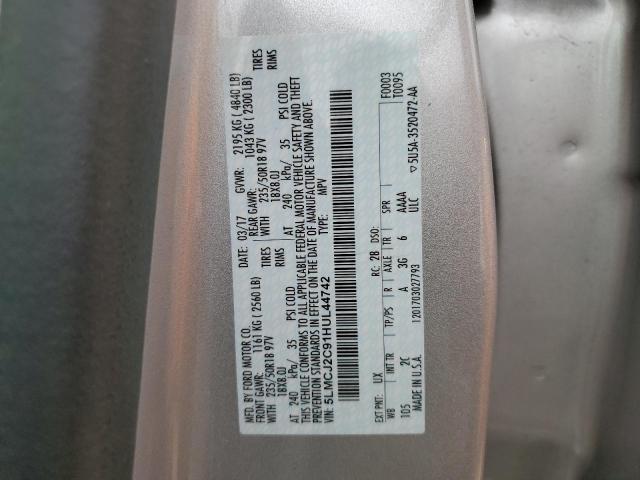 MFD. BY FORD MOTOR CO.
DATE: 03/17 GVWR: 2195 KG ( 4840 LB)
FRONT GAWR: 1161 KG ( 2560 LB) REAR GAWR: 1043 KG ( 2300 LB)
WITH TIRES WITH TIRES
235/50R18 97V RIMS 235/50R18 97V RIMS
18X8.0J 18X8.0J
AT 240 kPa/ 35 PSI COLD AT 240 kPa/ 35 PSI COLD
THIS VEHICLE CONFORMS TO ALL APPLICABLE FEDERAL MOTOR VEHICLE SAFETY AND THEFT
PREVENTION STANDARDS IN EFFECT ON THE DATE OF MANUFACTURE SHOWN ABOVE.
VIN: 5LMCJ2C91HUL44742 TYPE: MPV
F0003
T0095
EXT PNT: UX RC: 28 DSO:
WB INT TR TP/PS R AXLE TR SPR
105 2C A 3G 6 AAAA
MADE IN U.S.A. 1201703027793 ULC
▽5U5A-3520472-AA